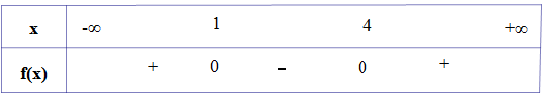 x -∞ 1 4 +∞
f(x) + 0 - 0 +